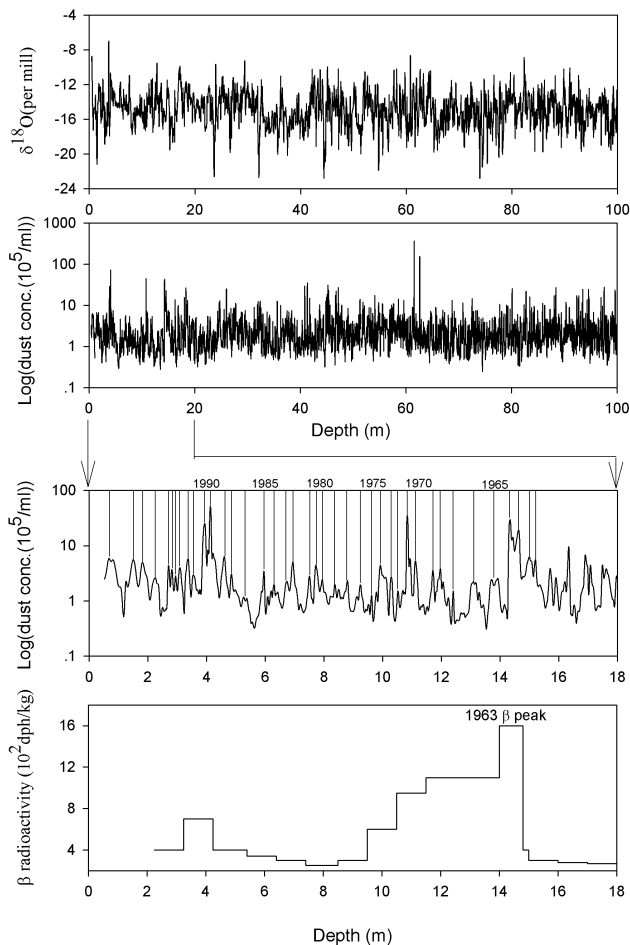 -4
-8
-12
-16
-20
-24
δ¹⁸O(per mill)
0 20 40 60 80 100
1000
100
10
1
.1
Log(dust conc.(10⁵/ml))
0 20 40 60 80 100
Depth (m)
1990 1985 1980 1975 1970 1965
100
10
1
.1
Log(dust conc.(10⁵/ml))
0 2 4 6 8 10 12 14 16 18
1963 β peak
16
12
8
4
β radioactivity (10²dph/kg)
0 2 4 6 8 10 12 14 16 18
Depth (m)